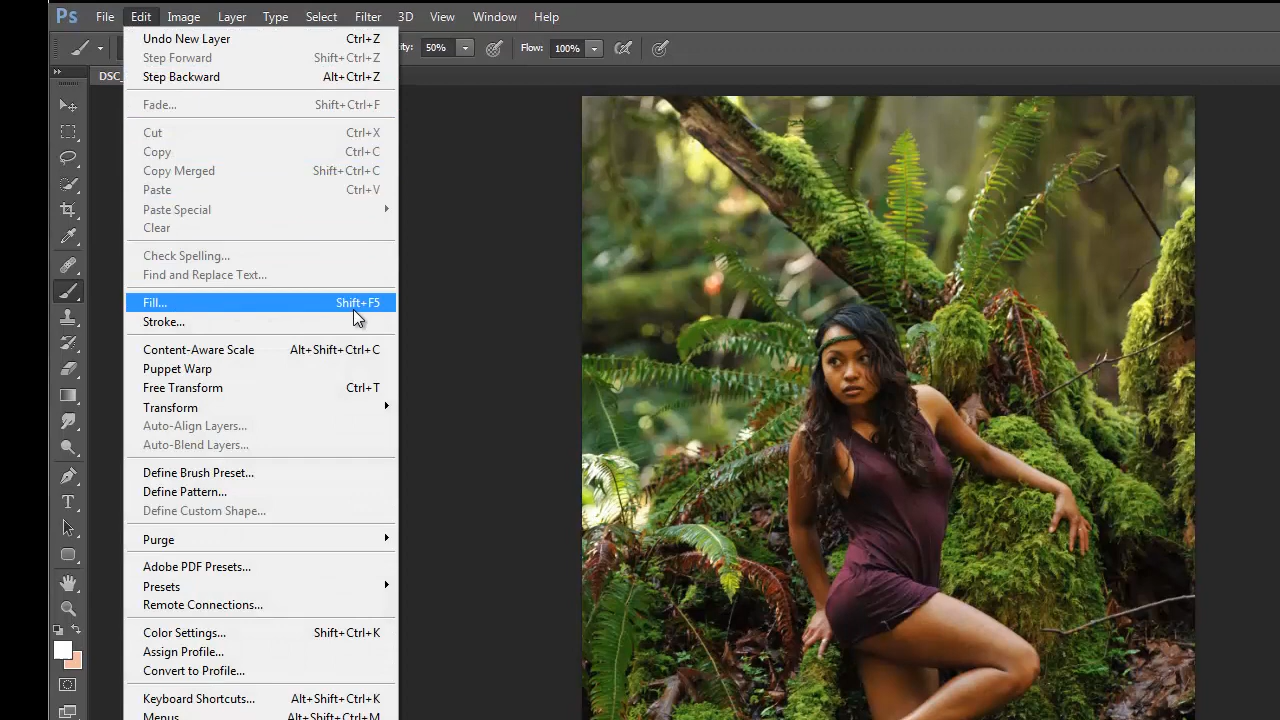 Ps File Edit Image Layer Type Select Filter 3D View Window Help
50% Flow: 100%
DSC_
Undo New Layer Ctrl+Z
Step Forward Shift+Ctrl+Z
Step Backward Alt+Ctrl+Z
Fade... Shift+Ctrl+F
Cut Ctrl+X
Copy Ctrl+C
Copy Merged Shift+Ctrl+C
Paste Ctrl+V
Paste Special
Clear
Check Spelling...
Find and Replace Text...
Fill... Shift+F5
Stroke...
Content-Aware Scale Alt+Shift+Ctrl+C
Puppet Warp
Free Transform Ctrl+T
Transform
Auto-Align Layers...
Auto-Blend Layers...
Define Brush Preset...
Define Pattern...
Define Custom Shape...
Purge
Adobe PDF Presets...
Presets
Remote Connections...
Color Settings... Shift+Ctrl+K
Assign Profile...
Convert to Profile...
Keyboard Shortcuts... Alt+Shift+Ctrl+K
Menus Alt+Shift+Ctrl+M